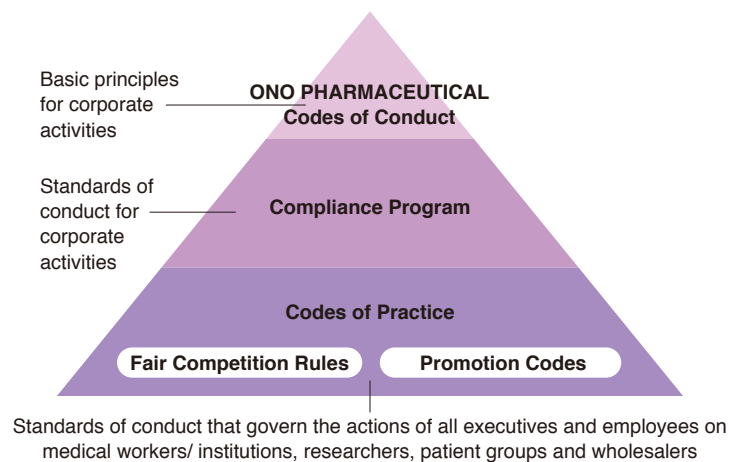 Basic principles
for corporate
activities
ONO PHARMACEUTICAL
Codes of Conduct
Standards of
conduct for
corporate
activities
Compliance Program
Codes of Practice
Fair Competition Rules
Promotion Codes
Standards of conduct that govern the actions of all executives and employees on
medical workers/ institutions, researchers, patient groups and wholesalers